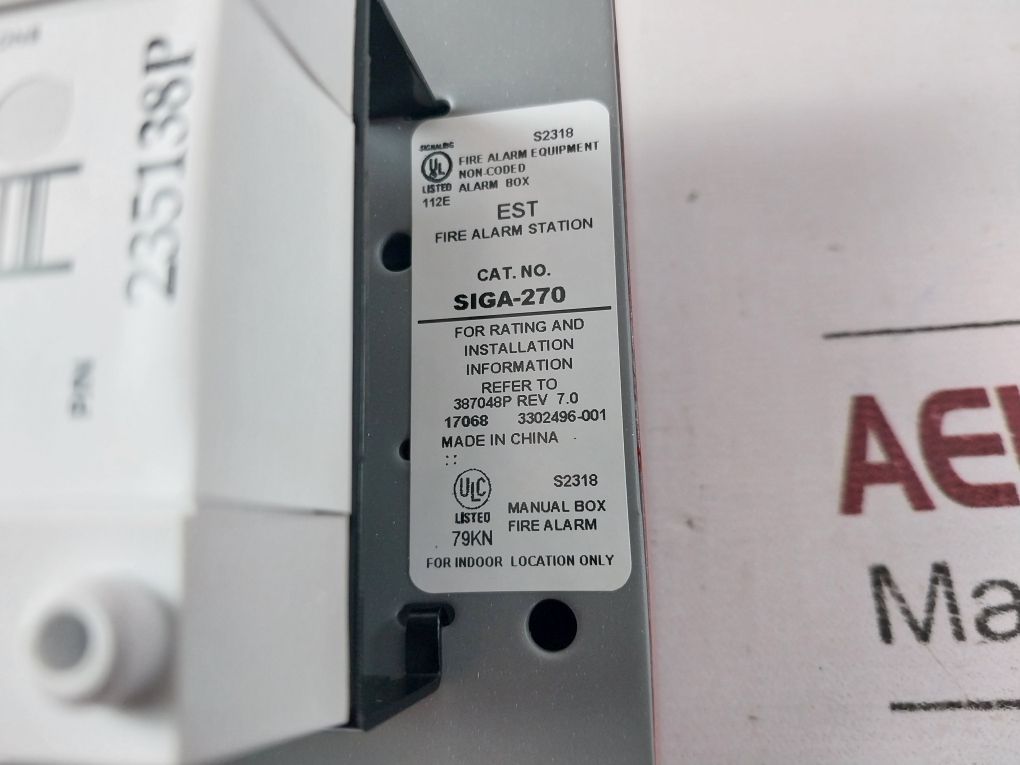 235138P
P/N
SIGNALING
UL
LISTED
112E
S2318
FIRE ALARM EQUIPMENT
NON-CODED
ALARM BOX
EST
FIRE ALARM STATION
CAT. NO.
SIGA-270
FOR RATING AND
INSTALLATION
INFORMATION
REFER TO
387048P REV 7.0
17068 3302496-001
MADE IN CHINA
ULC
LISTED
79KN
S2318
MANUAL BOX
FIRE ALARM
FOR INDOOR LOCATION ONLY
Ma